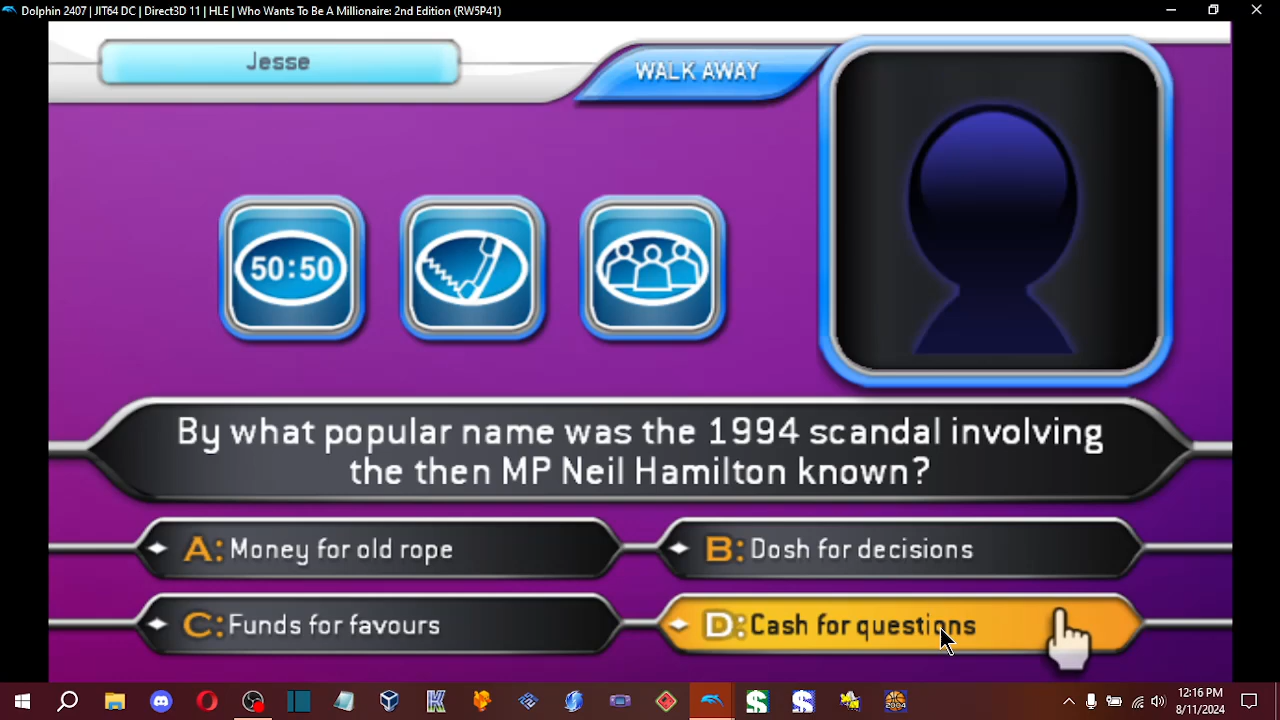 Dolphin 2407 | JIT64 DC | Direct3D 11 | HLE | Who Wants To Be A Millionaire: 2nd Edition (RW5P41)
Jesse
WALK AWAY
50:50
By what popular name was the 1994 scandal involving
the then MP Neil Hamilton known?
A: Money for old rope
B: Dosh for decisions
C: Funds for favours
D: Cash for questions
12:16 PM
8/11/2024